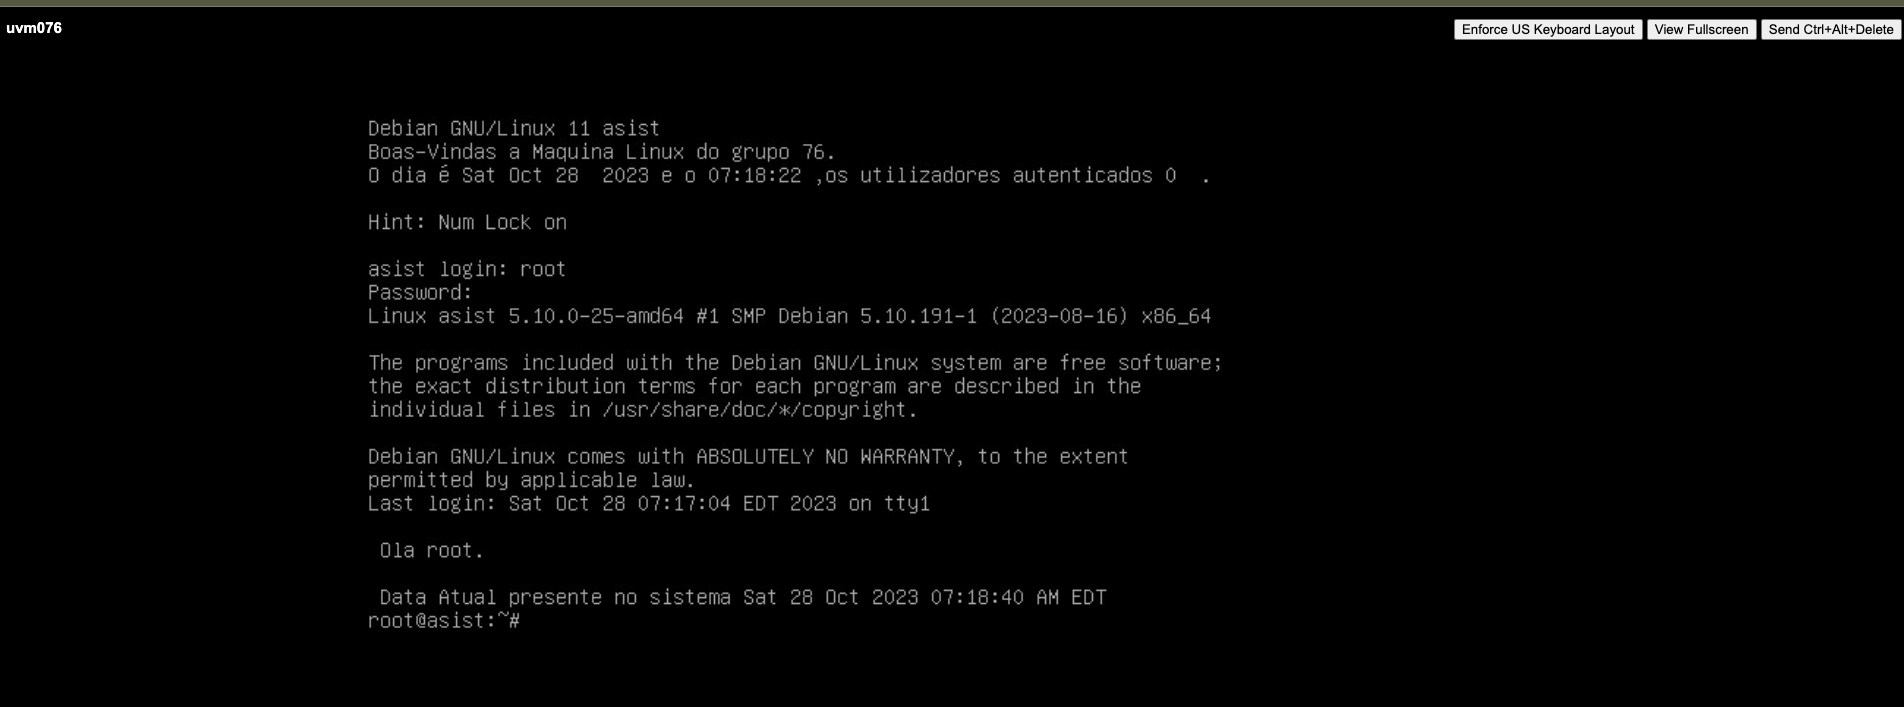 uvm076
Enforce US Keyboard Layout View Fullscreen Send Ctrl+Alt+Delete
Debian GNU/Linux 11 asist
Boas-Vindas a Maquina Linux do grupo 76.
O dia é Sat Oct 28  2023 e o 07:18:22 ,os utilizadores autenticados 0  .
Hint: Num Lock on
asist login: root
Password:
Linux asist 5.10.0-25-amd64 #1 SMP Debian 5.10.191-1 (2023-08-16) x86_64
The programs included with the Debian GNU/Linux system are free software;
the exact distribution terms for each program are described in the
individual files in /usr/share/doc/*/copyright.
Debian GNU/Linux comes with ABSOLUTELY NO WARRANTY, to the extent
permitted by applicable law.
Last login: Sat Oct 28 07:17:04 EDT 2023 on tty1
Ola root.
Data Atual presente no sistema Sat 28 Oct 2023 07:18:40 AM EDT
root@asist:~#